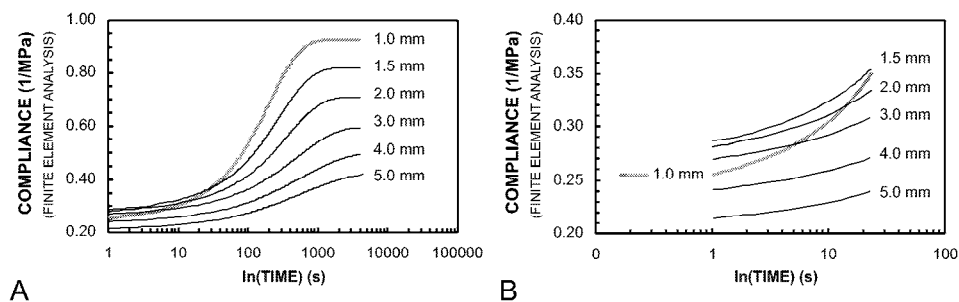 COMPLIANCE (1/MPa)
(FINITE ELEMENT ANALYSIS)
1.00
0.80
0.60
0.40
0.20
1.0 mm
1.5 mm
2.0 mm
3.0 mm
4.0 mm
5.0 mm
1 10 100 1000 10000 100000
ln(TIME) (s)
A
COMPLIANCE (1/MPa)
(FINITE ELEMENT ANALYSIS)
0.40
0.35
0.30
0.25
0.20
1.5 mm
2.0 mm
3.0 mm
1.0 mm
4.0 mm
5.0 mm
0 1 10 100
ln(TIME) (s)
B